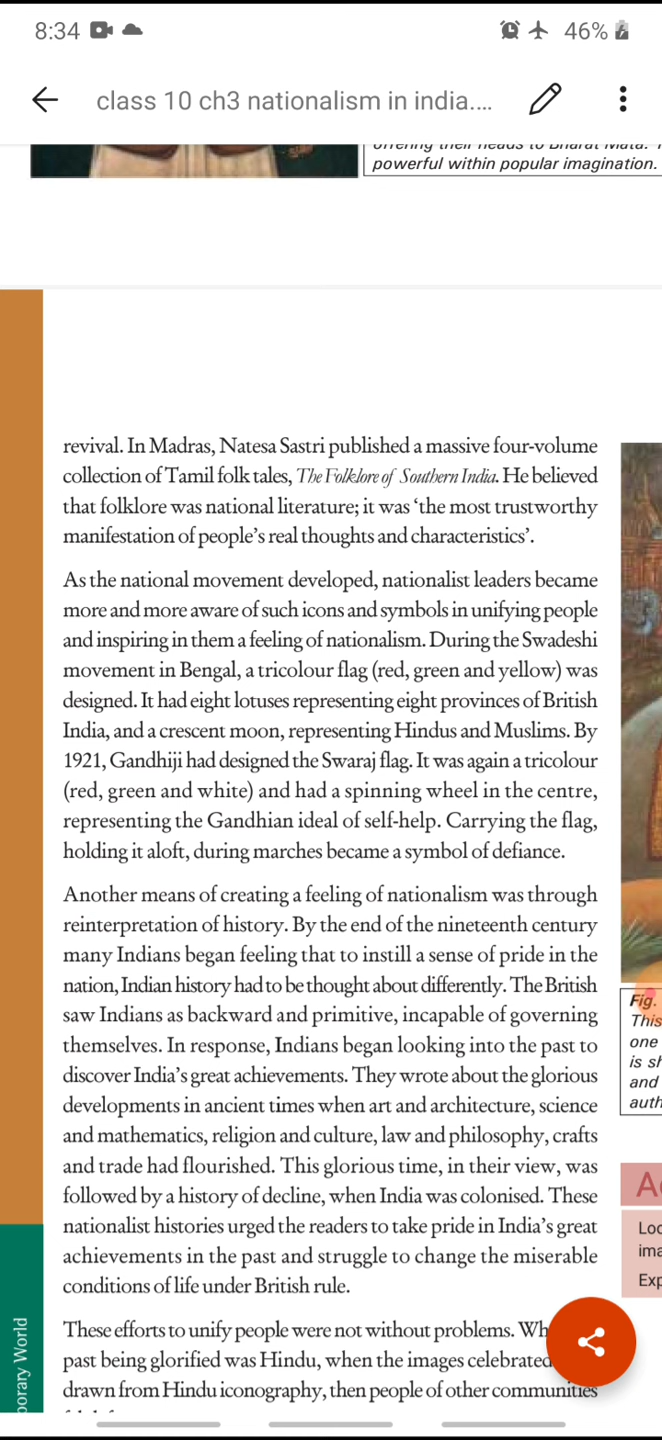 8:34
46%
class 10 ch3 nationalism in india....
offering their heads to Bharat Mata.
powerful within popular imagination.
revival. In Madras, Natesa Sastri published a massive four-volume
collection of Tamil folk tales, The Folklore of Southern India. He believed
that folklore was national literature; it was ‘the most trustworthy
manifestation of people’s real thoughts and characteristics’.
As the national movement developed, nationalist leaders became
more and more aware of such icons and symbols in unifying people
and inspiring in them a feeling of nationalism. During the Swadeshi
movement in Bengal, a tricolour flag (red, green and yellow) was
designed. It had eight lotuses representing eight provinces of British
India, and a crescent moon, representing Hindus and Muslims. By
1921, Gandhiji had designed the Swaraj flag. It was again a tricolour
(red, green and white) and had a spinning wheel in the centre,
representing the Gandhian ideal of self-help. Carrying the flag,
holding it aloft, during marches became a symbol of defiance.
Another means of creating a feeling of nationalism was through
reinterpretation of history. By the end of the nineteenth century
many Indians began feeling that to instill a sense of pride in the
nation, Indian history had to be thought about differently. The British
saw Indians as backward and primitive, incapable of governing
themselves. In response, Indians began looking into the past to
discover India’s great achievements. They wrote about the glorious
developments in ancient times when art and architecture, science
and mathematics, religion and culture, law and philosophy, crafts
and trade had flourished. This glorious time, in their view, was
followed by a history of decline, when India was colonised. These
nationalist histories urged the readers to take pride in India’s great
achievements in the past and struggle to change the miserable
conditions of life under British rule.
These efforts to unify people were not without problems. Wh
past being glorified was Hindu, when the images celebrated
drawn from Hindu iconography, then people of other communities
Fig.
This
one
is sh
and
auth
A
Loo
ima
Exp
porary World